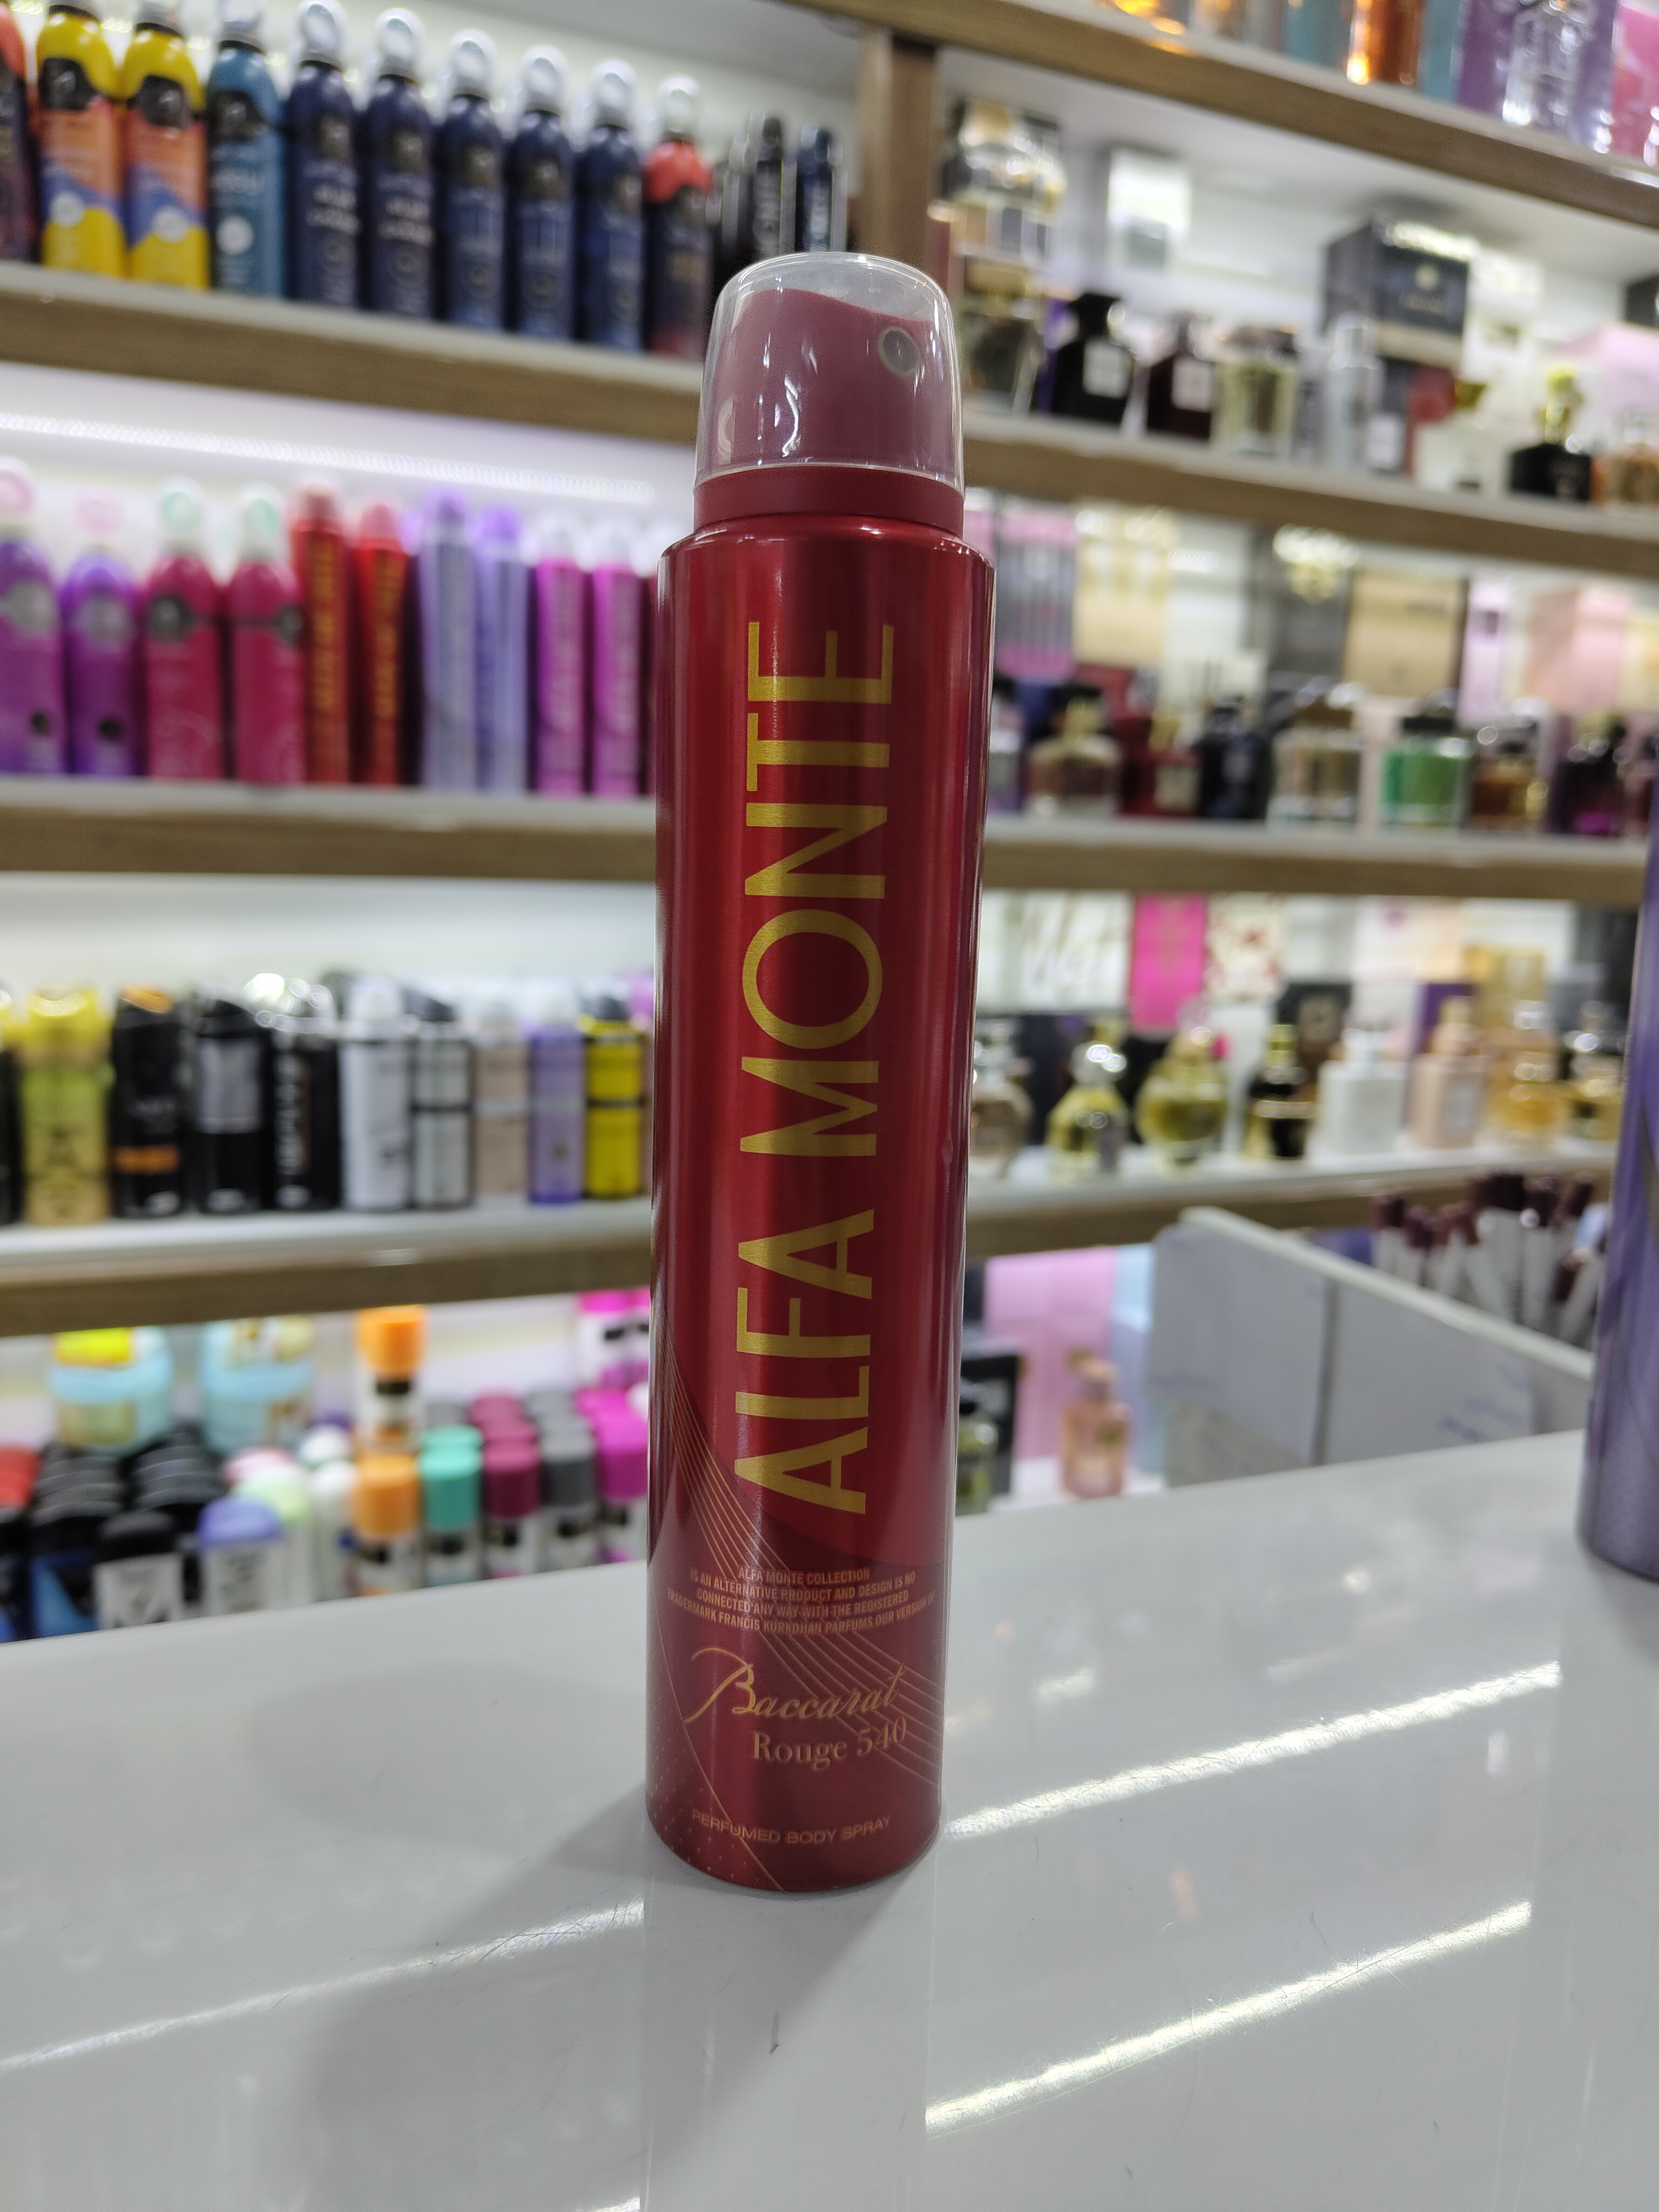 ALFA MONTE
ALFA MONTE COLLECTION
IS AN ALTERNATIVE PRODUCT AND DESIGN IS NO
CONNECTED ANY WAY WITH THE REGISTERED
TRADEMARK FRANCIS KURKDJIAN PARFUMS.OUR VERSION OF
Baccarat
Rouge 540
PERFUMED BODY SPRAY